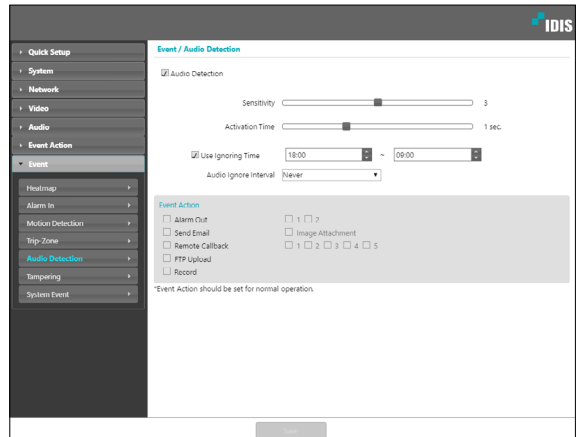 IDIS
Quick Setup
System
Network
Video
Audio
Event Action
Event
Heatmap
Alarm In
Motion Detection
Trip-Zone
Audio Detection
Tampering
System Event
Event / Audio Detection
Audio Detection
Sensitivity 3
Activation Time 1 sec.
Use Ignoring Time 18:00 ~ 09:00
Audio Ignore Interval Never
Event Action
Alarm Out 1 2
Send Email Image Attachment
Remote Callback 1 2 3 4 5
FTP Upload
Record
*Event Action should be set for normal operation.